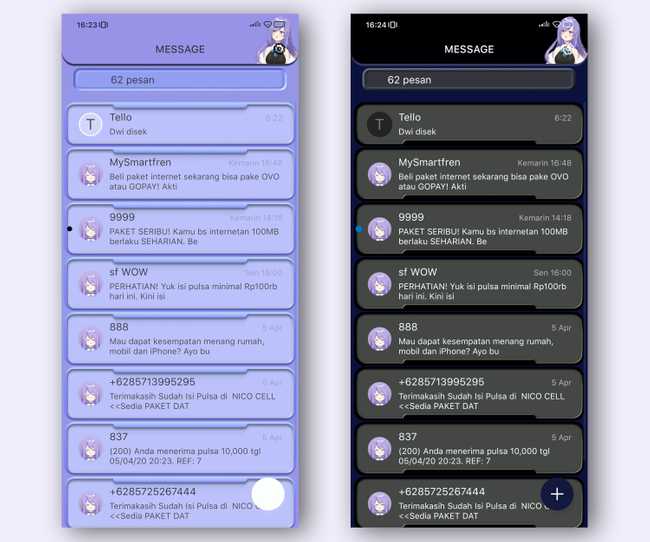 16:23
MESSAGE
62 pesan
Tello
6:22
Dwi disek
MySmartfren
Kemarin 16:48
Beli paket internet sekarang bisa pake OVO
atau GOPAY! Akti
9999
Kemarin 14:18
PAKET SERIBU! Kamu bs internetan 100MB
berlaku SEHARIAN. Be
sf WOW
Sen 16:00
PERHATIAN! Yuk isi pulsa minimal Rp100rb
hari ini. Kini isi
888
5 Apr
Mau dapat kesempatan menang rumah,
mobil dan iPhone? Ayo bu
+6285713995295
5 Apr
Terimakasih Sudah Isi Pulsa di NICO CELL
<<Sedia PAKET DAT
837
5 Apr
(200) Anda menerima pulsa 10,000 tgl
05/04/20 20:23. REF: 7
+6285725267444
Terimakasih Sudah Isi Pulsa di NICO
<<Sedia PAKET DAT
16:24
MESSAGE
62 pesan
Tello
6:22
Dwi disek
MySmartfren
Kemarin 16:48
Beli paket internet sekarang bisa pake OVO
atau GOPAY! Akti
9999
Kemarin 14:18
PAKET SERIBU! Kamu bs internetan 100MB
berlaku SEHARIAN. Be
sf WOW
Sen 16:00
PERHATIAN! Yuk isi pulsa minimal Rp100rb
hari ini. Kini isi
888
5 Apr
Mau dapat kesempatan menang rumah,
mobil dan iPhone? Ayo bu
+6285713995295
5 Apr
Terimakasih Sudah Isi Pulsa di NICO CELL
<<Sedia PAKET DAT
837
5 Apr
(200) Anda menerima pulsa 10,000 tgl
05/04/20 20:23. REF: 7
+6285725267444
Terimakasih Sudah Isi Pulsa di NICO
<<Sedia PAKET DAT